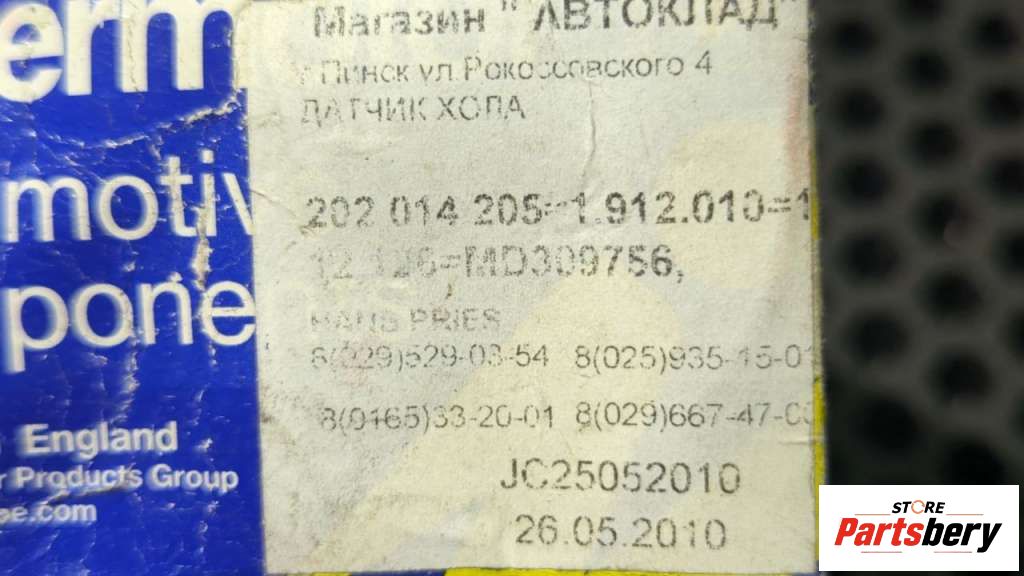 erm
motiv
pone
England
r Products Group
oe.com
Магазин "АВТОКЛАД"
г Пинск ул.Рокоссовского 4
ДАТЧИК ХОЛА
202 014 205=1.912.010=1
=MD309756,
HANS PRIES
8(029)529-03-54 8(025)935-15-01
8(0165)33-20-01 8(029)667-47-0
JC25052010
26.05.2010
STORE
Partsbery